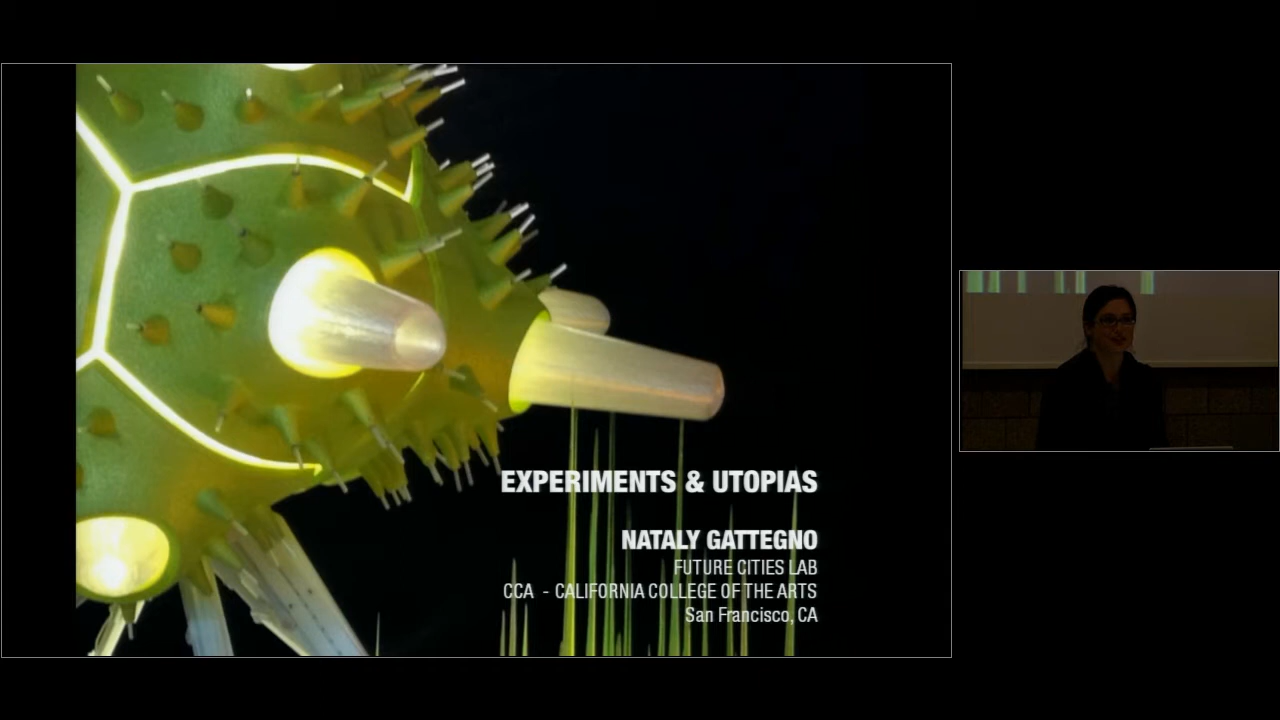 EXPERIMENTS & UTOPIAS
NATALY GATTEGNO
FUTURE CITIES LAB
CCA - CALIFORNIA COLLEGE OF THE ARTS
San Francisco, CA